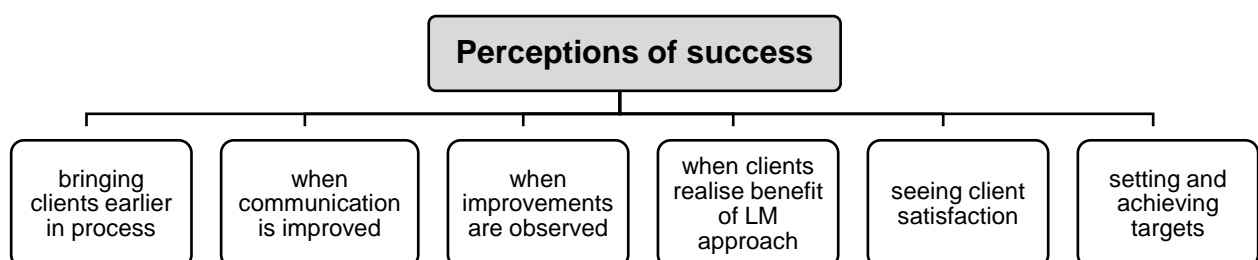 Perceptions of success
bringing
clients earlier
in process
when
communication
is improved
when
improvements
are observed
when clients
realise benefit
of LM
approach
seeing client
satisfaction
setting and
achieving
targets